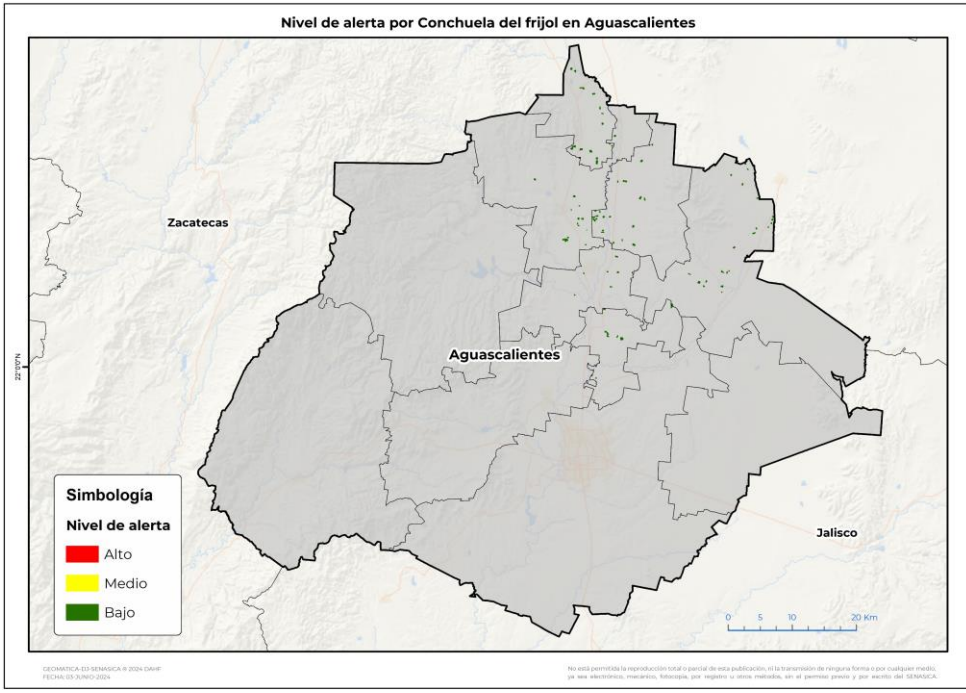 Nivel de alerta por Conchuela del frijol en Aguascalientes
Zacatecas
22°0'0"N
Aguascalientes
Simbología
Nivel de alerta
Alto
Medio
Bajo
Jalisco
0 5 10 20 Km
GEOMATICA-EO-SENASICA ® 2024 OAHF.
FECHA: 03-JUNIO-2024
No está permitida la reproducción total o parcial de esta publicación, ni la transmisión de ninguna forma o por cualquier medio,
ya sea electrónico, mecánico, fotocopia, por registro u otros métodos, sin el permiso previo y por escrito del SENASICA.